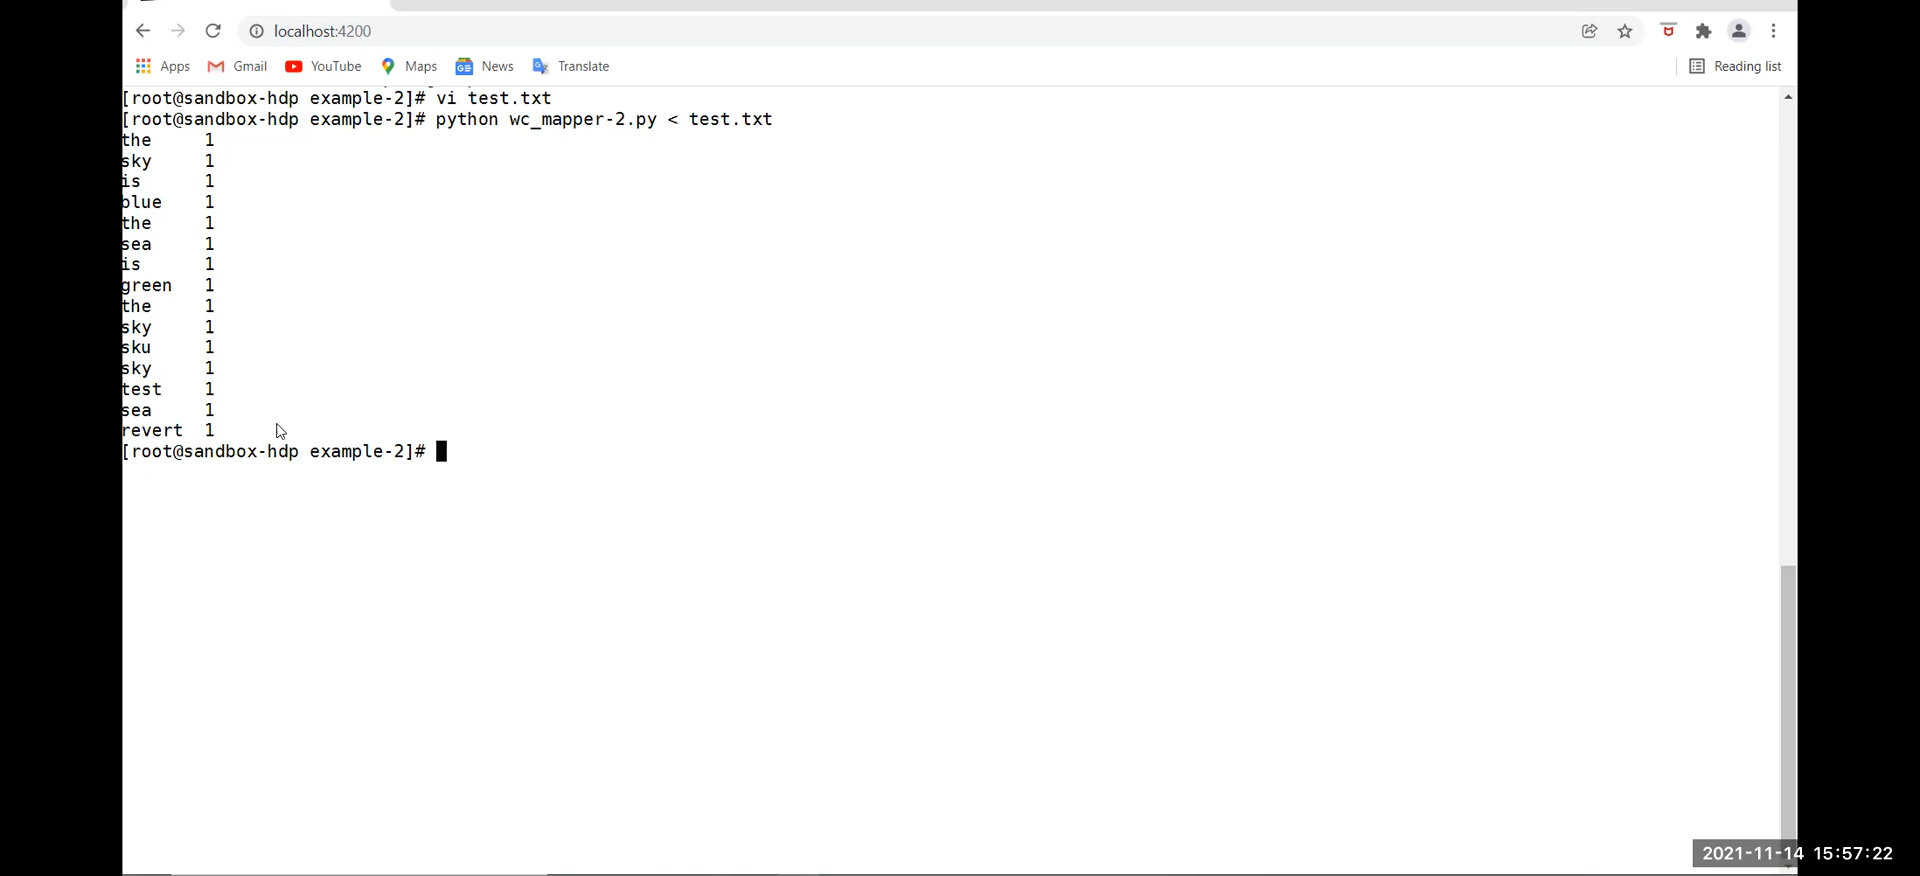 localhost:4200
Apps Gmail YouTube Maps News Translate Reading list
[root@sandbox-hdp example-2]# vi test.txt
[root@sandbox-hdp example-2]# python wc_mapper-2.py < test.txt
the 1
sky 1
is 1
blue 1
the 1
sea 1
is 1
green 1
the 1
sky 1
sku 1
sky 1
test 1
sea 1
revert 1
[root@sandbox-hdp example-2]#
2021-11-14 15:57:22